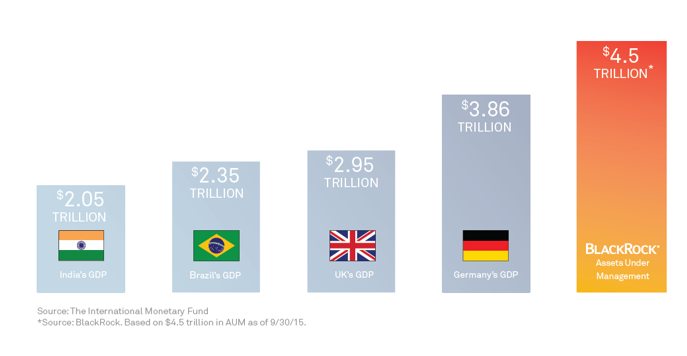 $2.05
TRILLION
India's GDP
$2.35
TRILLION
Brazil's GDP
$2.95
TRILLION
UK's GDP
$3.86
TRILLION
Germany's GDP
$4.5
TRILLION*
BLACKROCK®
Assets Under
Management
Source: The International Monetary Fund
*Source: BlackRock. Based on $4.5 trillion in AUM as of 9/30/15.